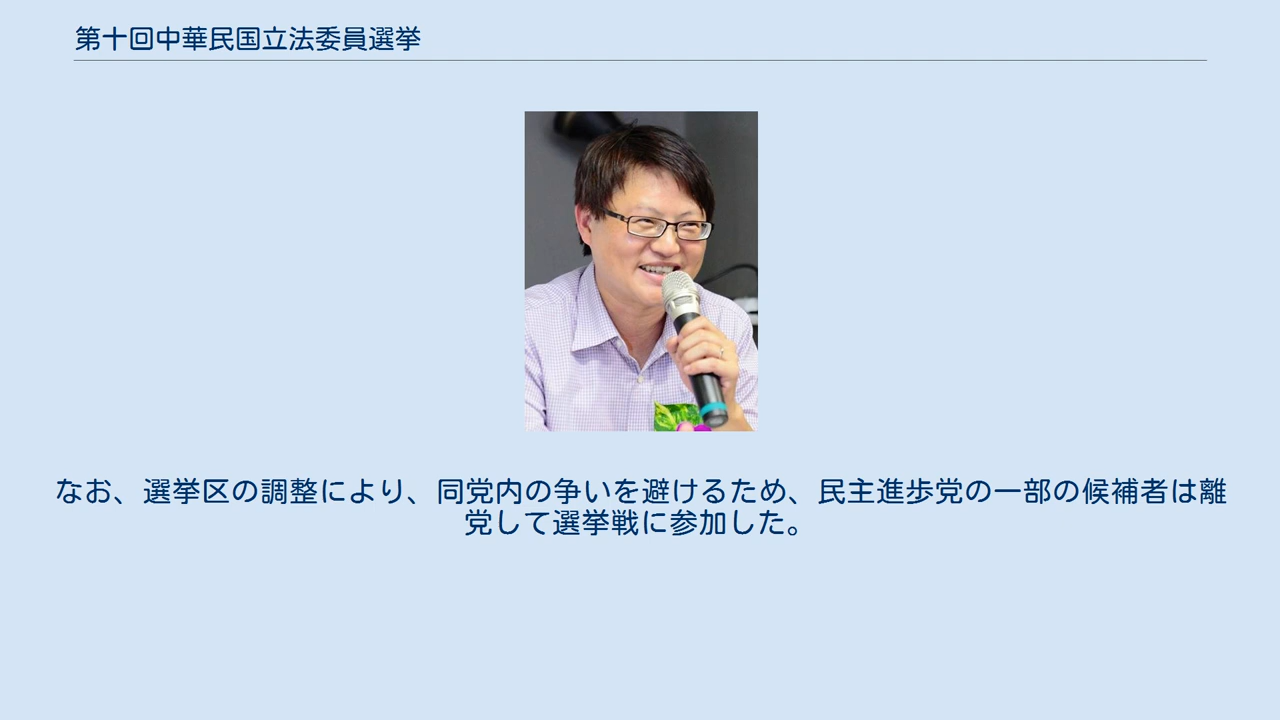 第十回中華民国立法委員選挙
なお、選挙区の調整により、同党内の争いを避けるため、民主進歩党の一部の候補者は離
党して選挙戦に参加した。